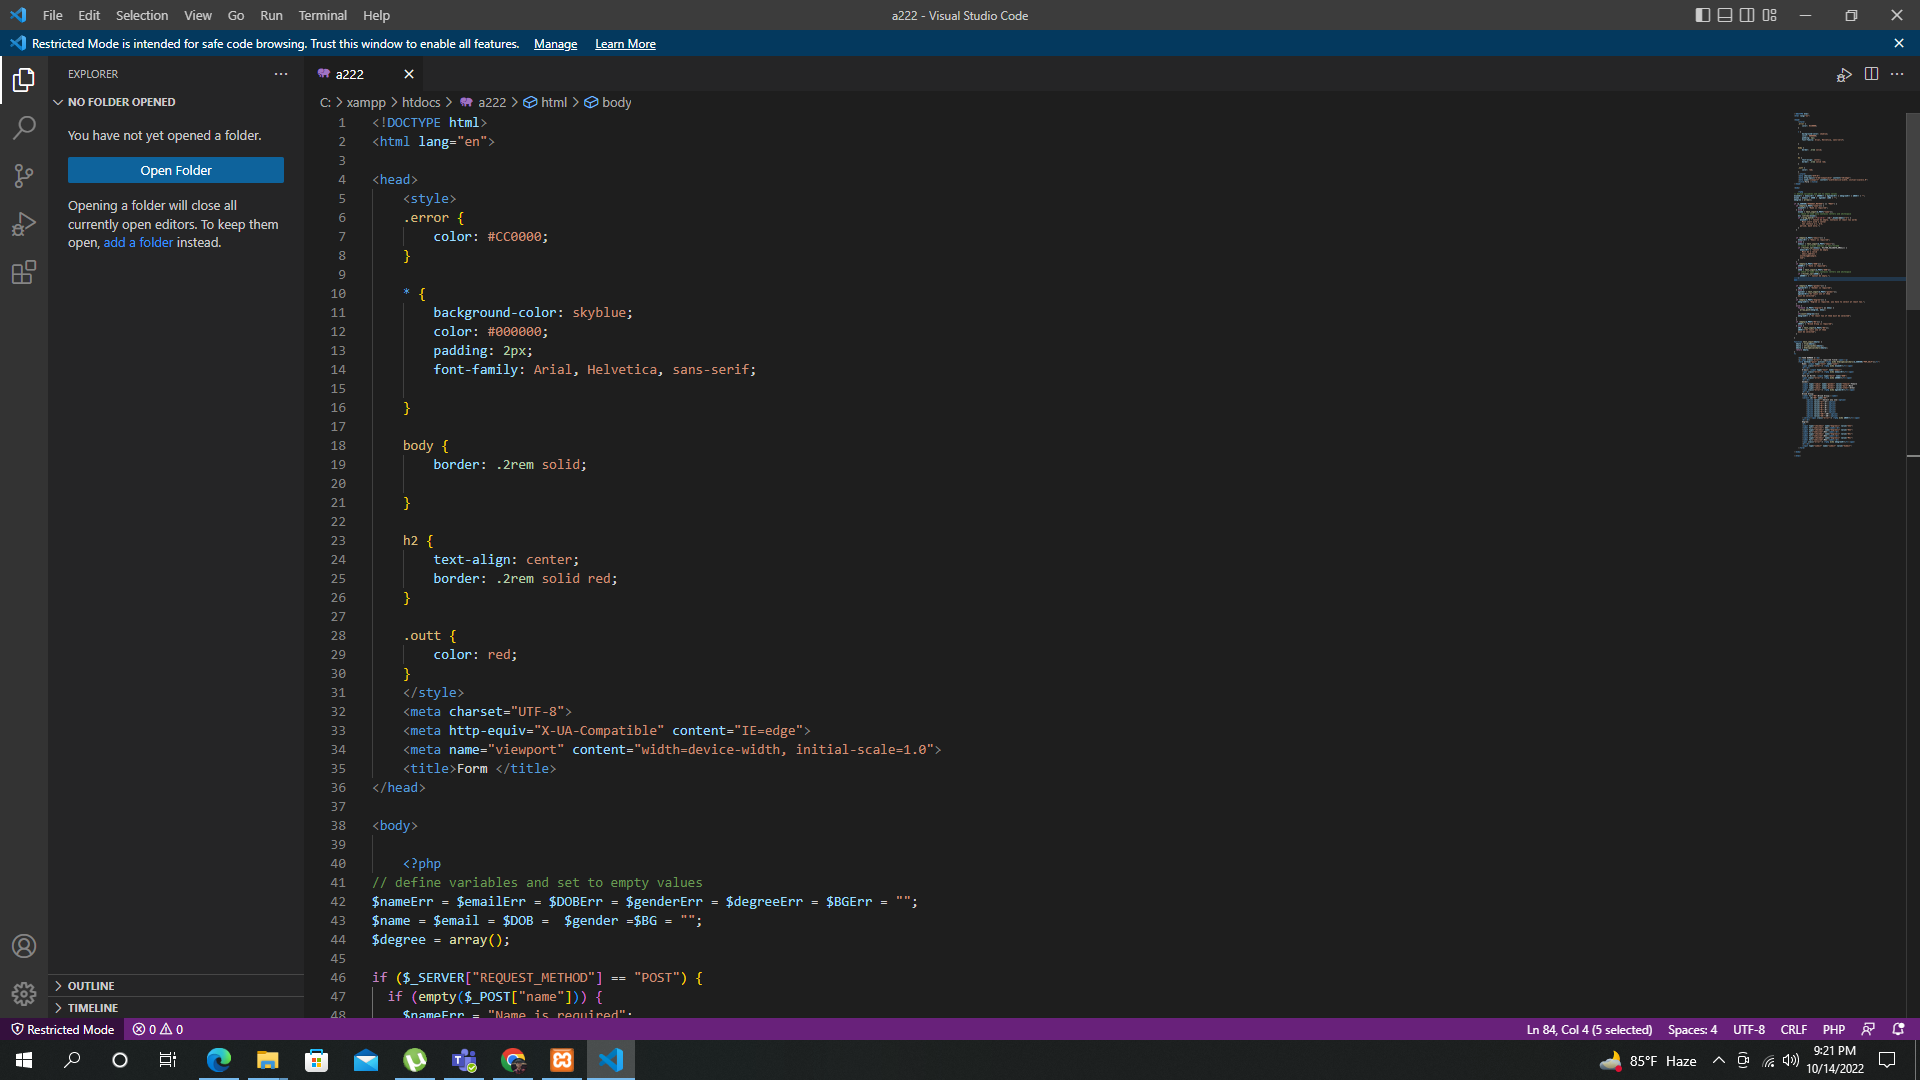 File Edit Selection View Go Run Terminal Help
a222 - Visual Studio Code
Restricted Mode is intended for safe code browsing. Trust this window to enable all features. Manage Learn More
EXPLORER
NO FOLDER OPENED
You have not yet opened a folder.
Open Folder
Opening a folder will close all
currently open editors. To keep them
open, add a folder instead.
OUTLINE
TIMELINE
a222
C: > xampp > htdocs > a222 > html > body
1 <!DOCTYPE html>
2 <html lang="en">
3
4 <head>
5 <style>
6 .error {
7 color: #CC0000;
8 }
9
10 * {
11 background-color: skyblue;
12 color: #000000;
13 padding: 2px;
14 font-family: Arial, Helvetica, sans-serif;
15
16 }
17
18 body {
19 border: .2rem solid;
20
21 }
22
23 h2 {
24 text-align: center;
25 border: .2rem solid red;
26 }
27
28 .outt {
29 color: red;
30 }
31 </style>
32 <meta charset="UTF-8">
33 <meta http-equiv="X-UA-Compatible" content="IE=edge">
34 <meta name="viewport" content="width=device-width, initial-scale=1.0">
35 <title>Form </title>
36 </head>
37
38 <body>
39
40 <?php
41 // define variables and set to empty values
42 $nameErr = $emailErr = $DOBErr = $genderErr = $degreeErr = $BGErr = "";
43 $name = $email = $DOB =  $gender =$BG = "";
44 $degree = array();
45
46 if ($_SERVER["REQUEST_METHOD"] == "POST") {
47 if (empty($_POST["name"])) {
48 $nameErr = "Name is required";
Restricted Mode 0 0
Ln 84, Col 4 (5 selected) Spaces: 4 UTF-8 CRLF PHP
85°F Haze
9:21 PM
10/14/2022